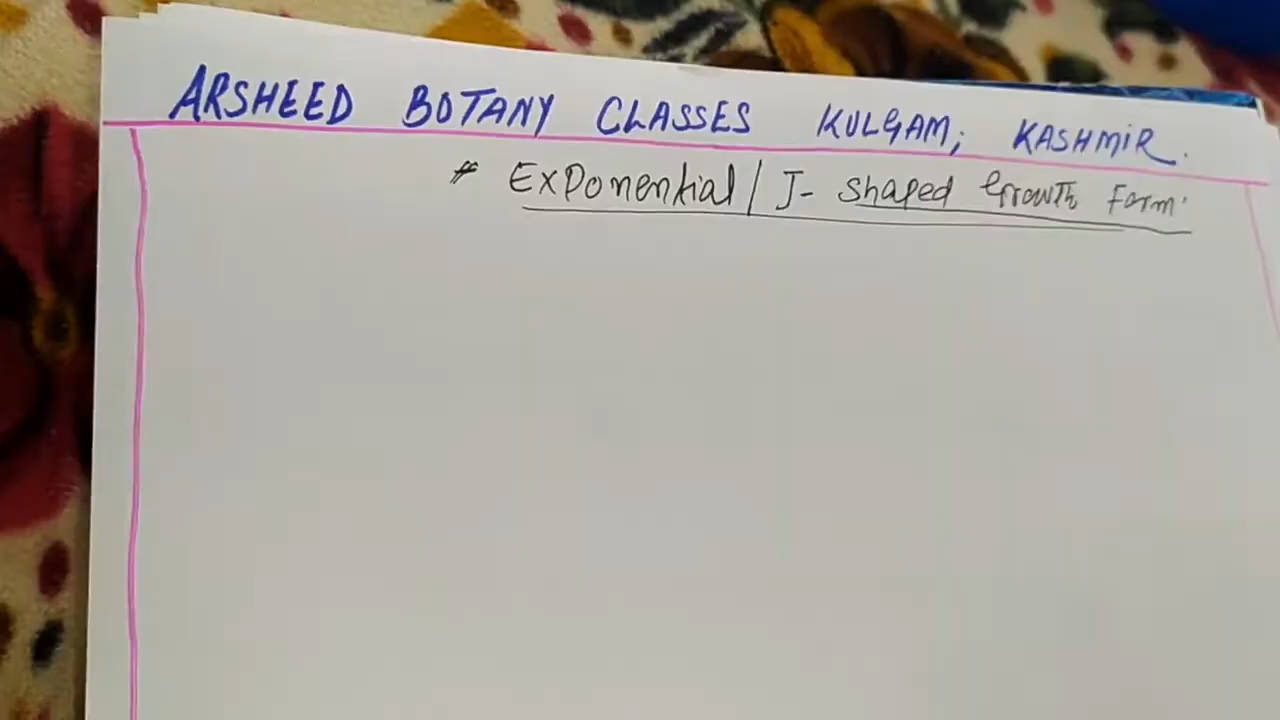 ARSHEED BOTANY CLASSES KULGAM, KASHMIR.
* Exponential / J- shaped Growth Form.